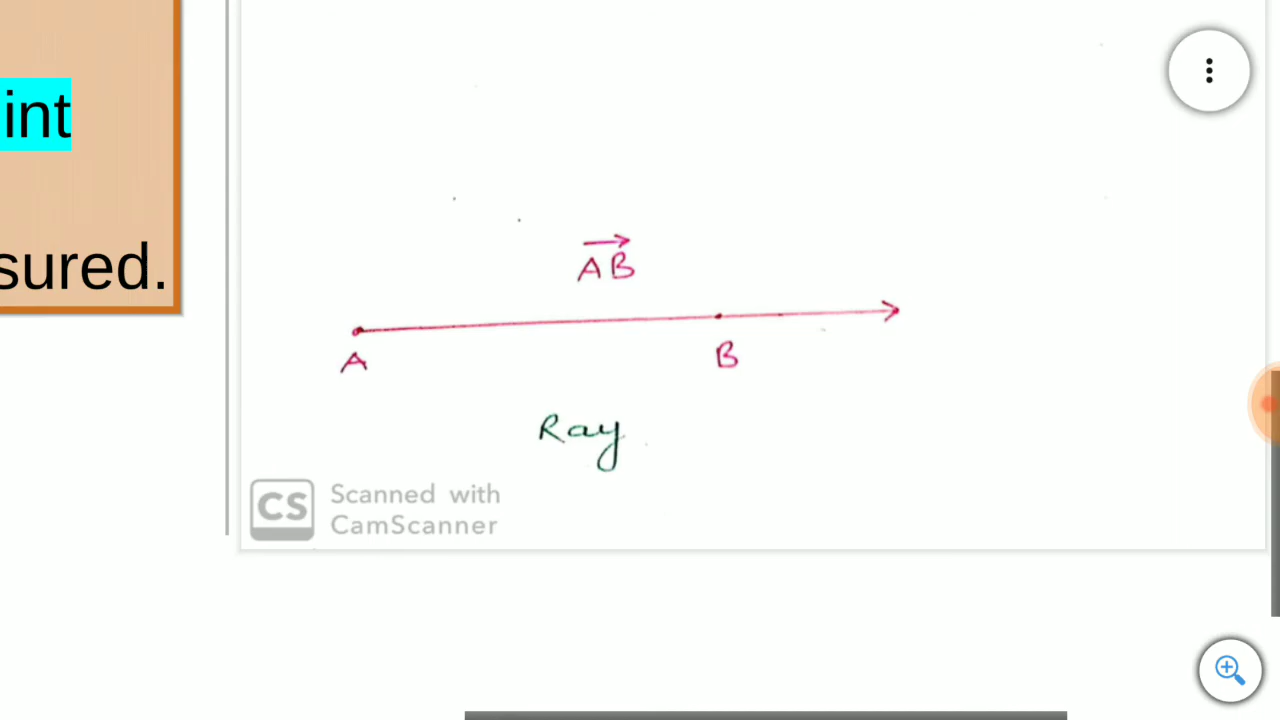 int
sured.
AB
A
B
Ray
CS
Scanned with
CamScanner